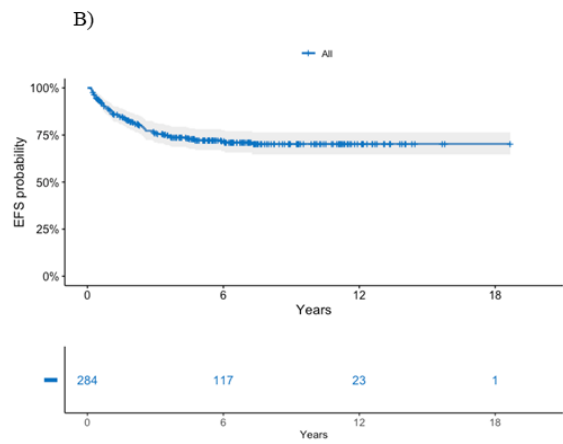 B)
All
100%
75%
50%
25%
0%
EFS probability
0 6 12 18
Years
284 117 23 1
0 6 12 18
Years